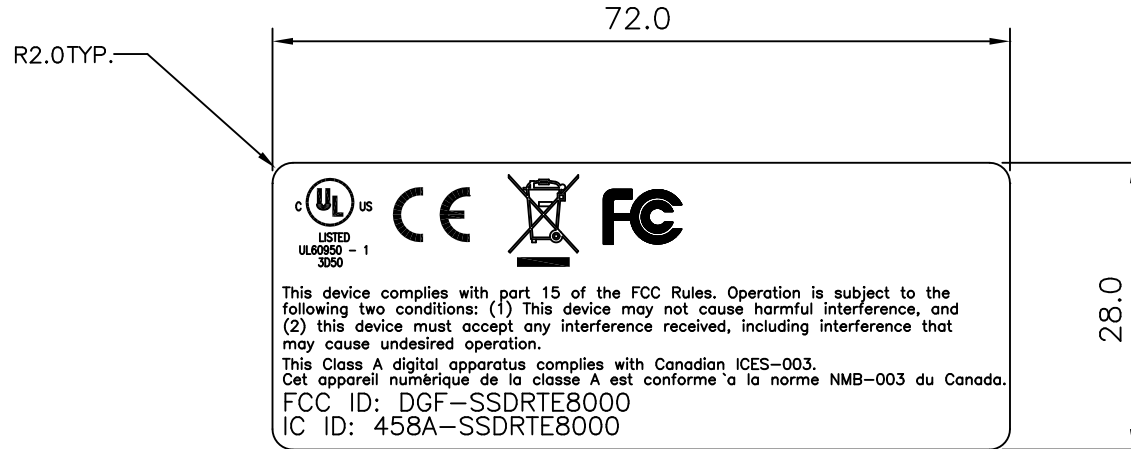 72.0
R2.0TYP.
C UL US
LISTED
UL60950 - 1
3D50
CE
FC
28.0
This device complies with part 15 of the FCC Rules. Operation is subject to the
following two conditions: (1) This device may not cause harmful interference, and
(2) this device must accept any interference received, including interference that
may cause undesired operation.
This Class A digital apparatus complies with Canadian ICES-003.
Cet appareil numérique de la classe A est conforme `a la norme NMB-003 du Canada.
FCC ID: DGF-SSDRTE8000
IC ID: 458A-SSDRTE8000